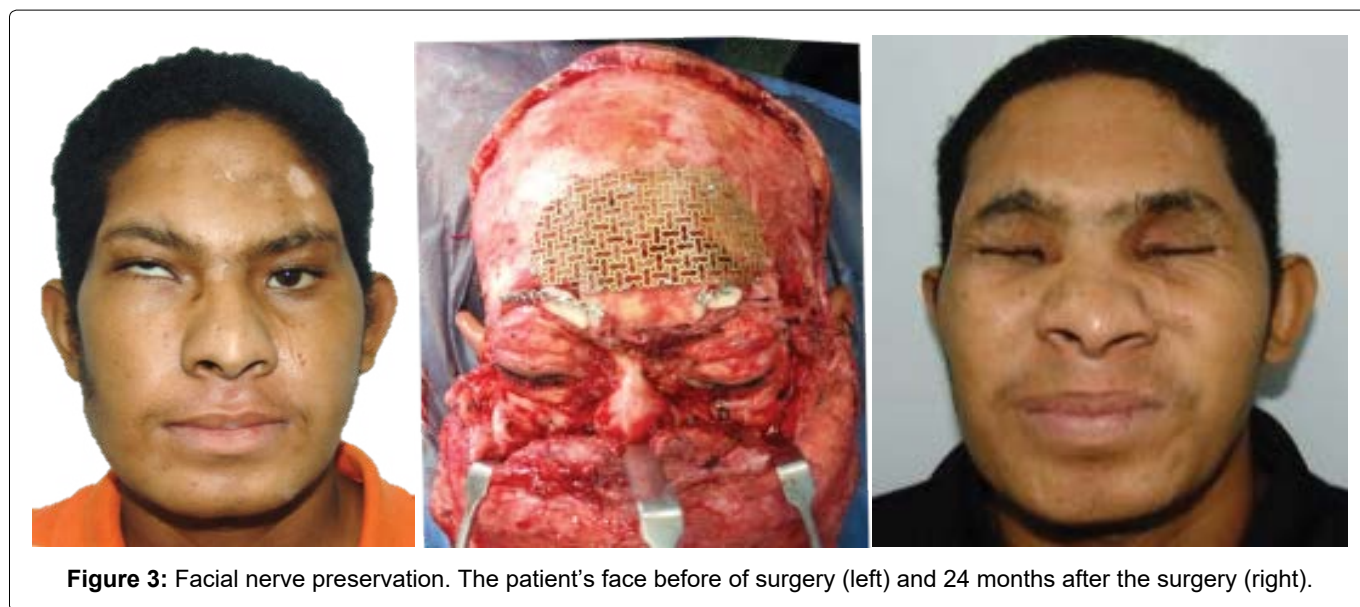 Figure 3: Facial nerve preservation. The patient’s face before of surgery (left) and 24 months after the surgery (right).